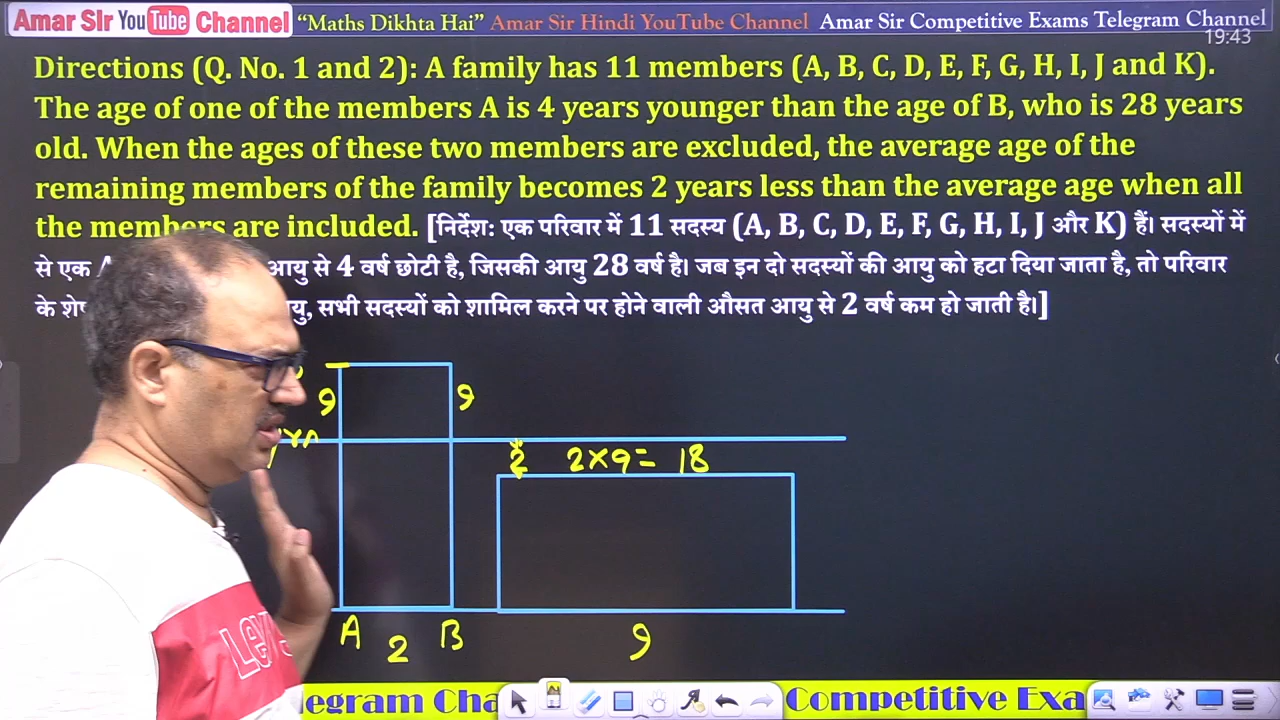 Amar SIr YouTube Channel "Maths Dikhta Hai" Amar Sir Hindi YouTube Channel Amar Sir Competitive Exams Telegram Channel
19:43
Directions (Q. No. 1 and 2): A family has 11 members (A, B, C, D, E, F, G, H, I, J and K).
The age of one of the members A is 4 years younger than the age of B, who is 28 years
old. When the ages of these two members are excluded, the average age of the
remaining members of the family becomes 2 years less than the average age when all
the members are included. [निर्देश: एक परिवार में 11 सदस्य (A, B, C, D, E, F, G, H, I, J और K) हैं। सदस्यों में
से एक आयु से 4 वर्ष छोटी है, जिसकी आयु 28 वर्ष है। जब इन दो सदस्यों की आयु को हटा दिया जाता है, तो परिवार
के सभी सदस्यों को शामिल करने पर होने वाली औसत आयु से 2 वर्ष कम हो जाती है।]
9 9
2 2×9= 18
A 2 B 9
Competitive Exa